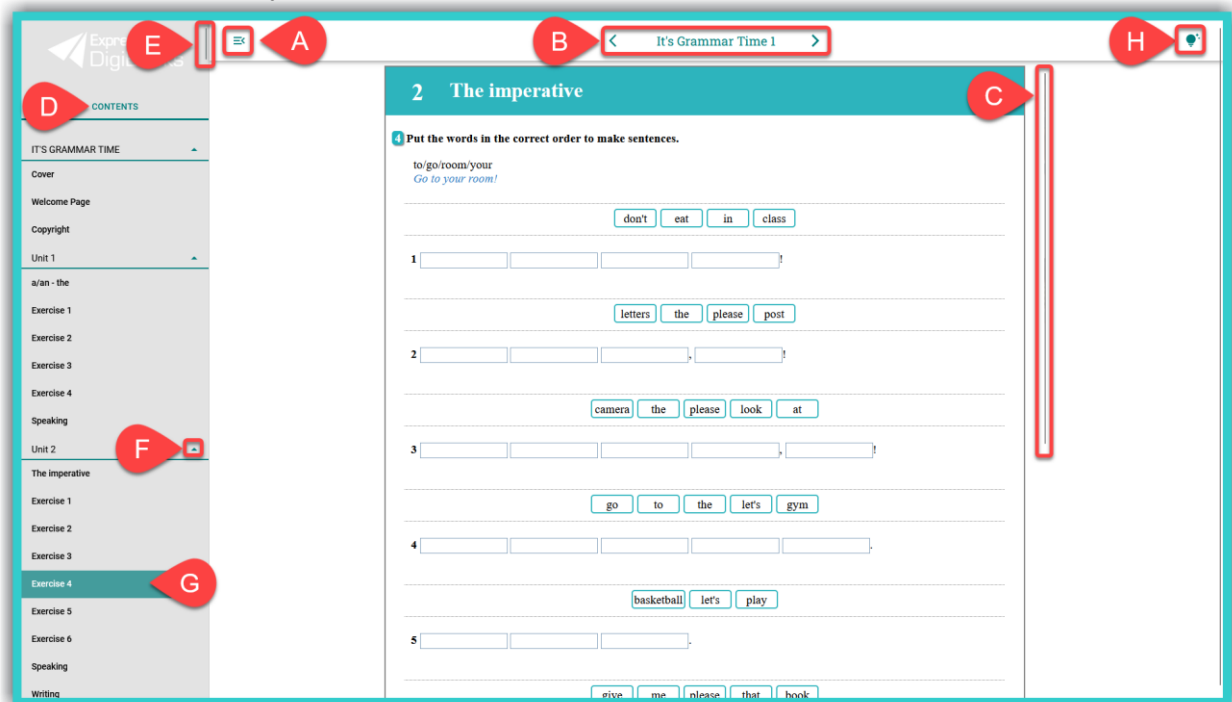 E
A
B
It's Grammar Time 1
H
D
CONTENTS
IT'S GRAMMAR TIME
Cover
Welcome Page
Copyright
Unit 1
a/an - the
Exercise 1
Exercise 2
Exercise 3
Exercise 4
Speaking
Unit 2
F
The imperative
Exercise 1
Exercise 2
Exercise 3
Exercise 4
G
Exercise 5
Exercise 6
Speaking
Writing
2 The imperative
C
4 Put the words in the correct order to make sentences.
to/go/room/your
Go to your room!
don't eat in class
1 !
letters the please post
2 , !
camera the please look at
3 , !
go to the let's gym
4 .
basketball let's play
5 .
give me please that book